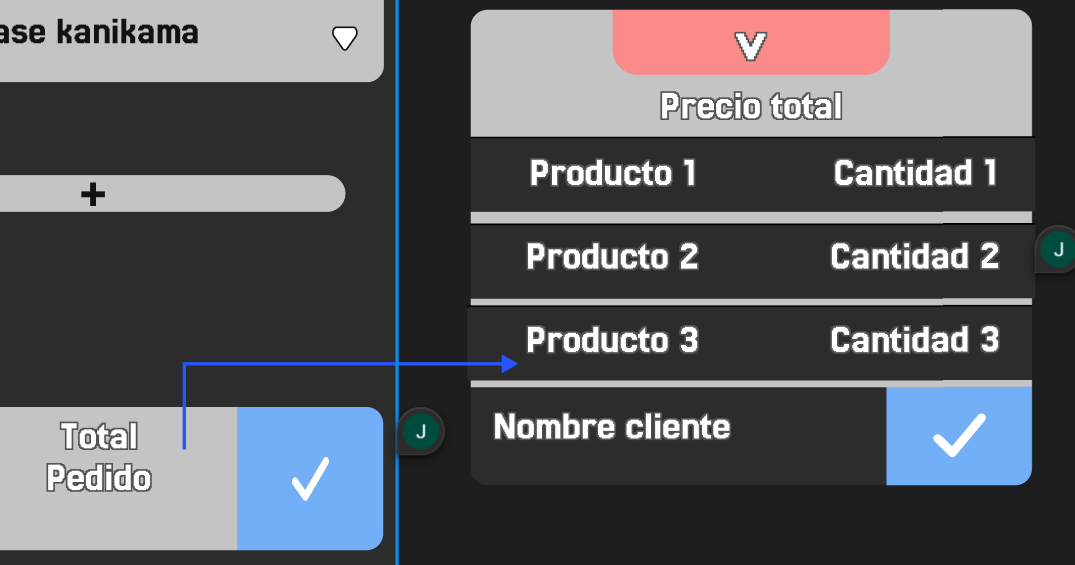 ase kanikama
+
Total
Pedido
J
V
Precio total
Producto 1 Cantidad 1
Producto 2 Cantidad 2
J
Producto 3 Cantidad 3
Nombre cliente